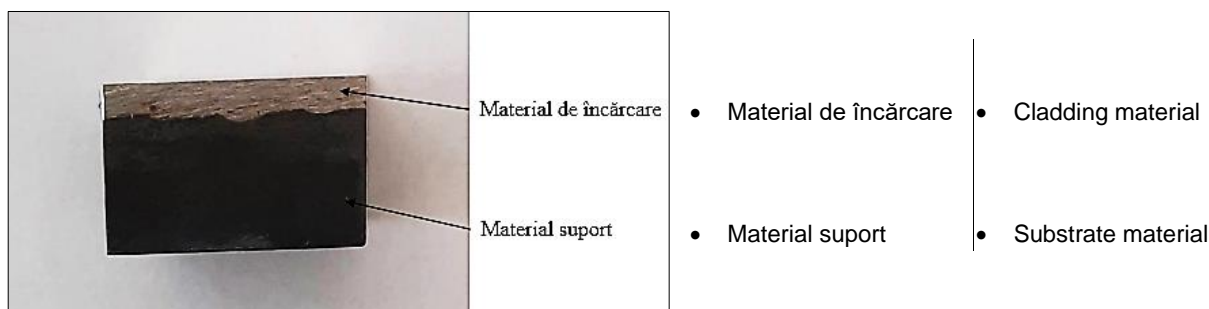 Material de încărcare
Material suport
• Material de încărcare
• Cladding material
• Material suport
• Substrate material